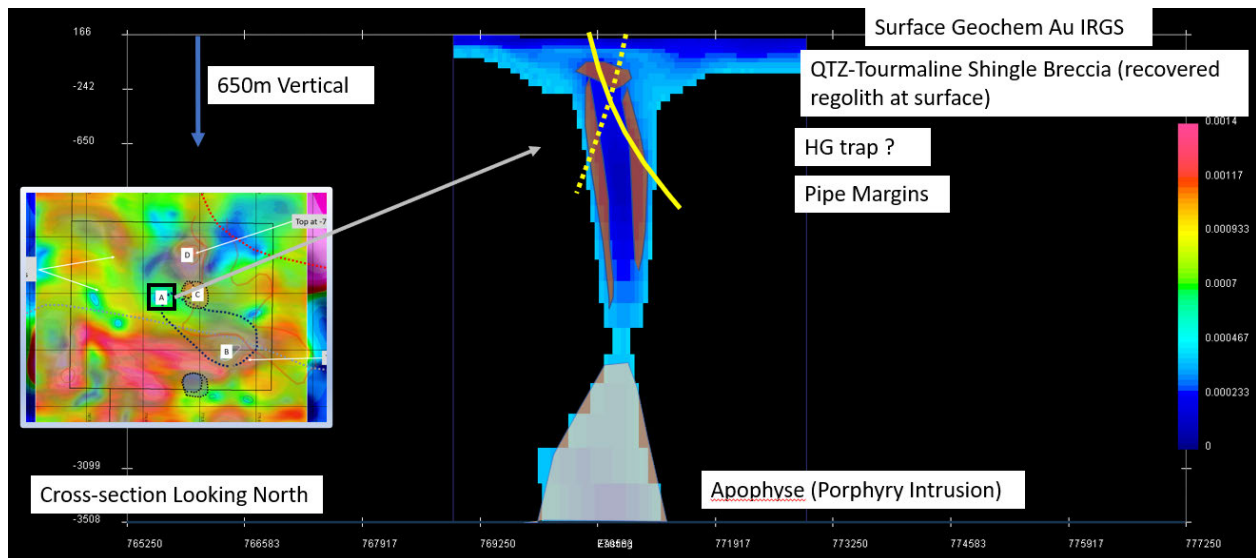 166
-242
-650
-3099
-3508
650m Vertical
Surface Geochem Au IRGS
QTZ-Tourmaline Shingle Breccia (recovered
regolith at surface)
HG trap ?
Pipe Margins
0.0014
0.00117
0.000933
0.0007
0.000467
0.000233
0
Top at -7
D
A
C
B
Cross-section Looking North
Apophyse (Porphyry Intrusion)
765250
766583
767917
769250
Easting
771917
773250
774583
775917
777250